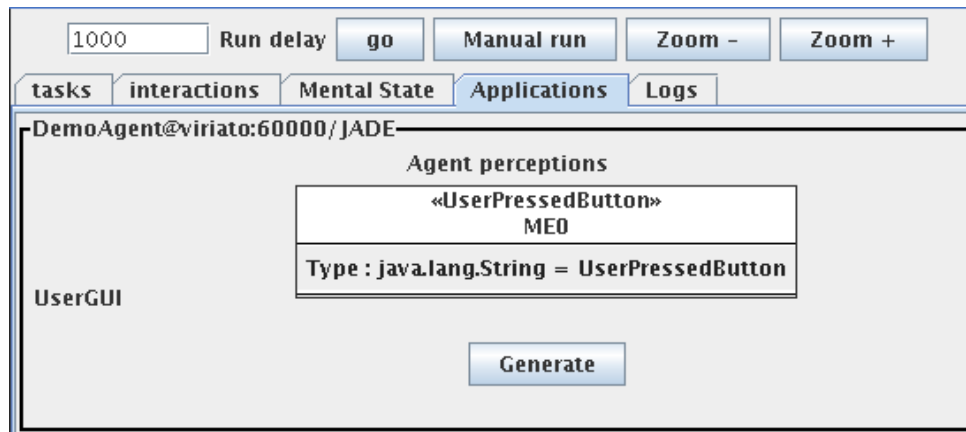 1000 Run delay go Manual run Zoom - Zoom +
tasks interactions Mental State Applications Logs
DemoAgent@viriato:60000/JADE
Agent perceptions
«UserPressedButton»
ME0
Type : java.lang.String = UserPressedButton
UserGUI
Generate